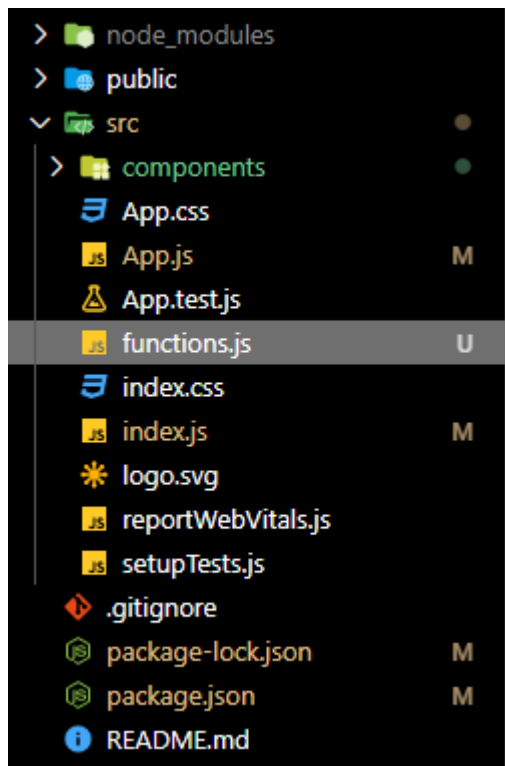 node_modules
public
src
components
App.css
App.js M
App.test.js
functions.js U
index.css
index.js M
logo.svg
reportWebVitals.js
setupTests.js
.gitignore
package-lock.json M
package.json M
README.md